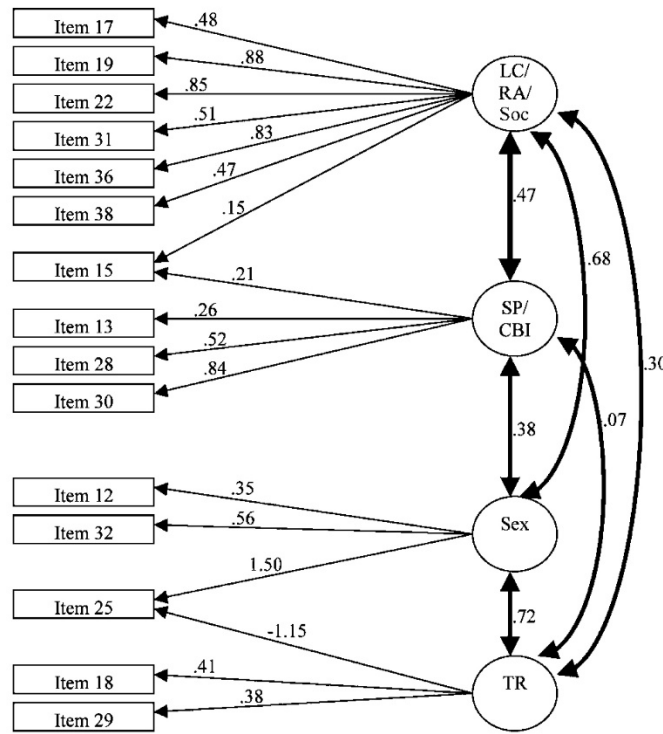 Item 17
Item 19
Item 22
Item 31
Item 36
Item 38
Item 15
Item 13
Item 28
Item 30
Item 12
Item 32
Item 25
Item 18
Item 29
.48
.88
.85
.51
.83
.47
.15
.21
.26
.52
.84
.35
.56
1.50
-1.15
.41
.38
LC/
RA/
Soc
SP/
CBI
Sex
TR
.47
.68
.30
.07
.38
.72